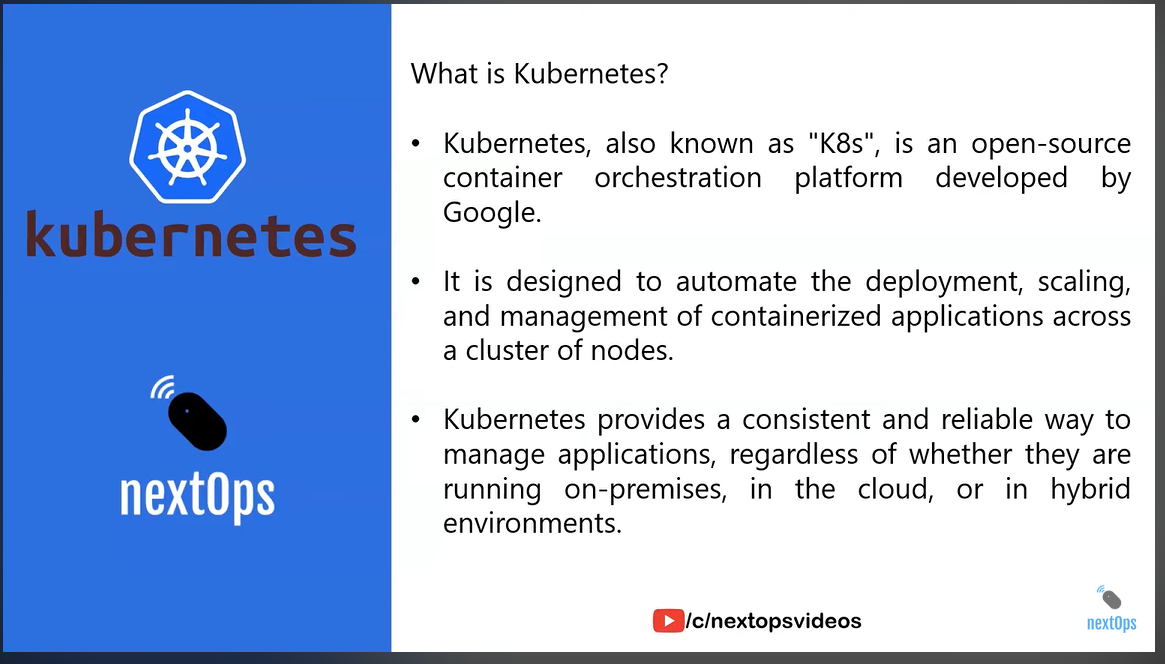 kubernetes
nextOps
What is Kubernetes?
• Kubernetes, also known as "K8s", is an open-source
container orchestration platform developed by
Google.
• It is designed to automate the deployment, scaling,
and management of containerized applications across
a cluster of nodes.
• Kubernetes provides a consistent and reliable way to
manage applications, regardless of whether they are
running on-premises, in the cloud, or in hybrid
environments.
/c/nextopsvideos
nextOps